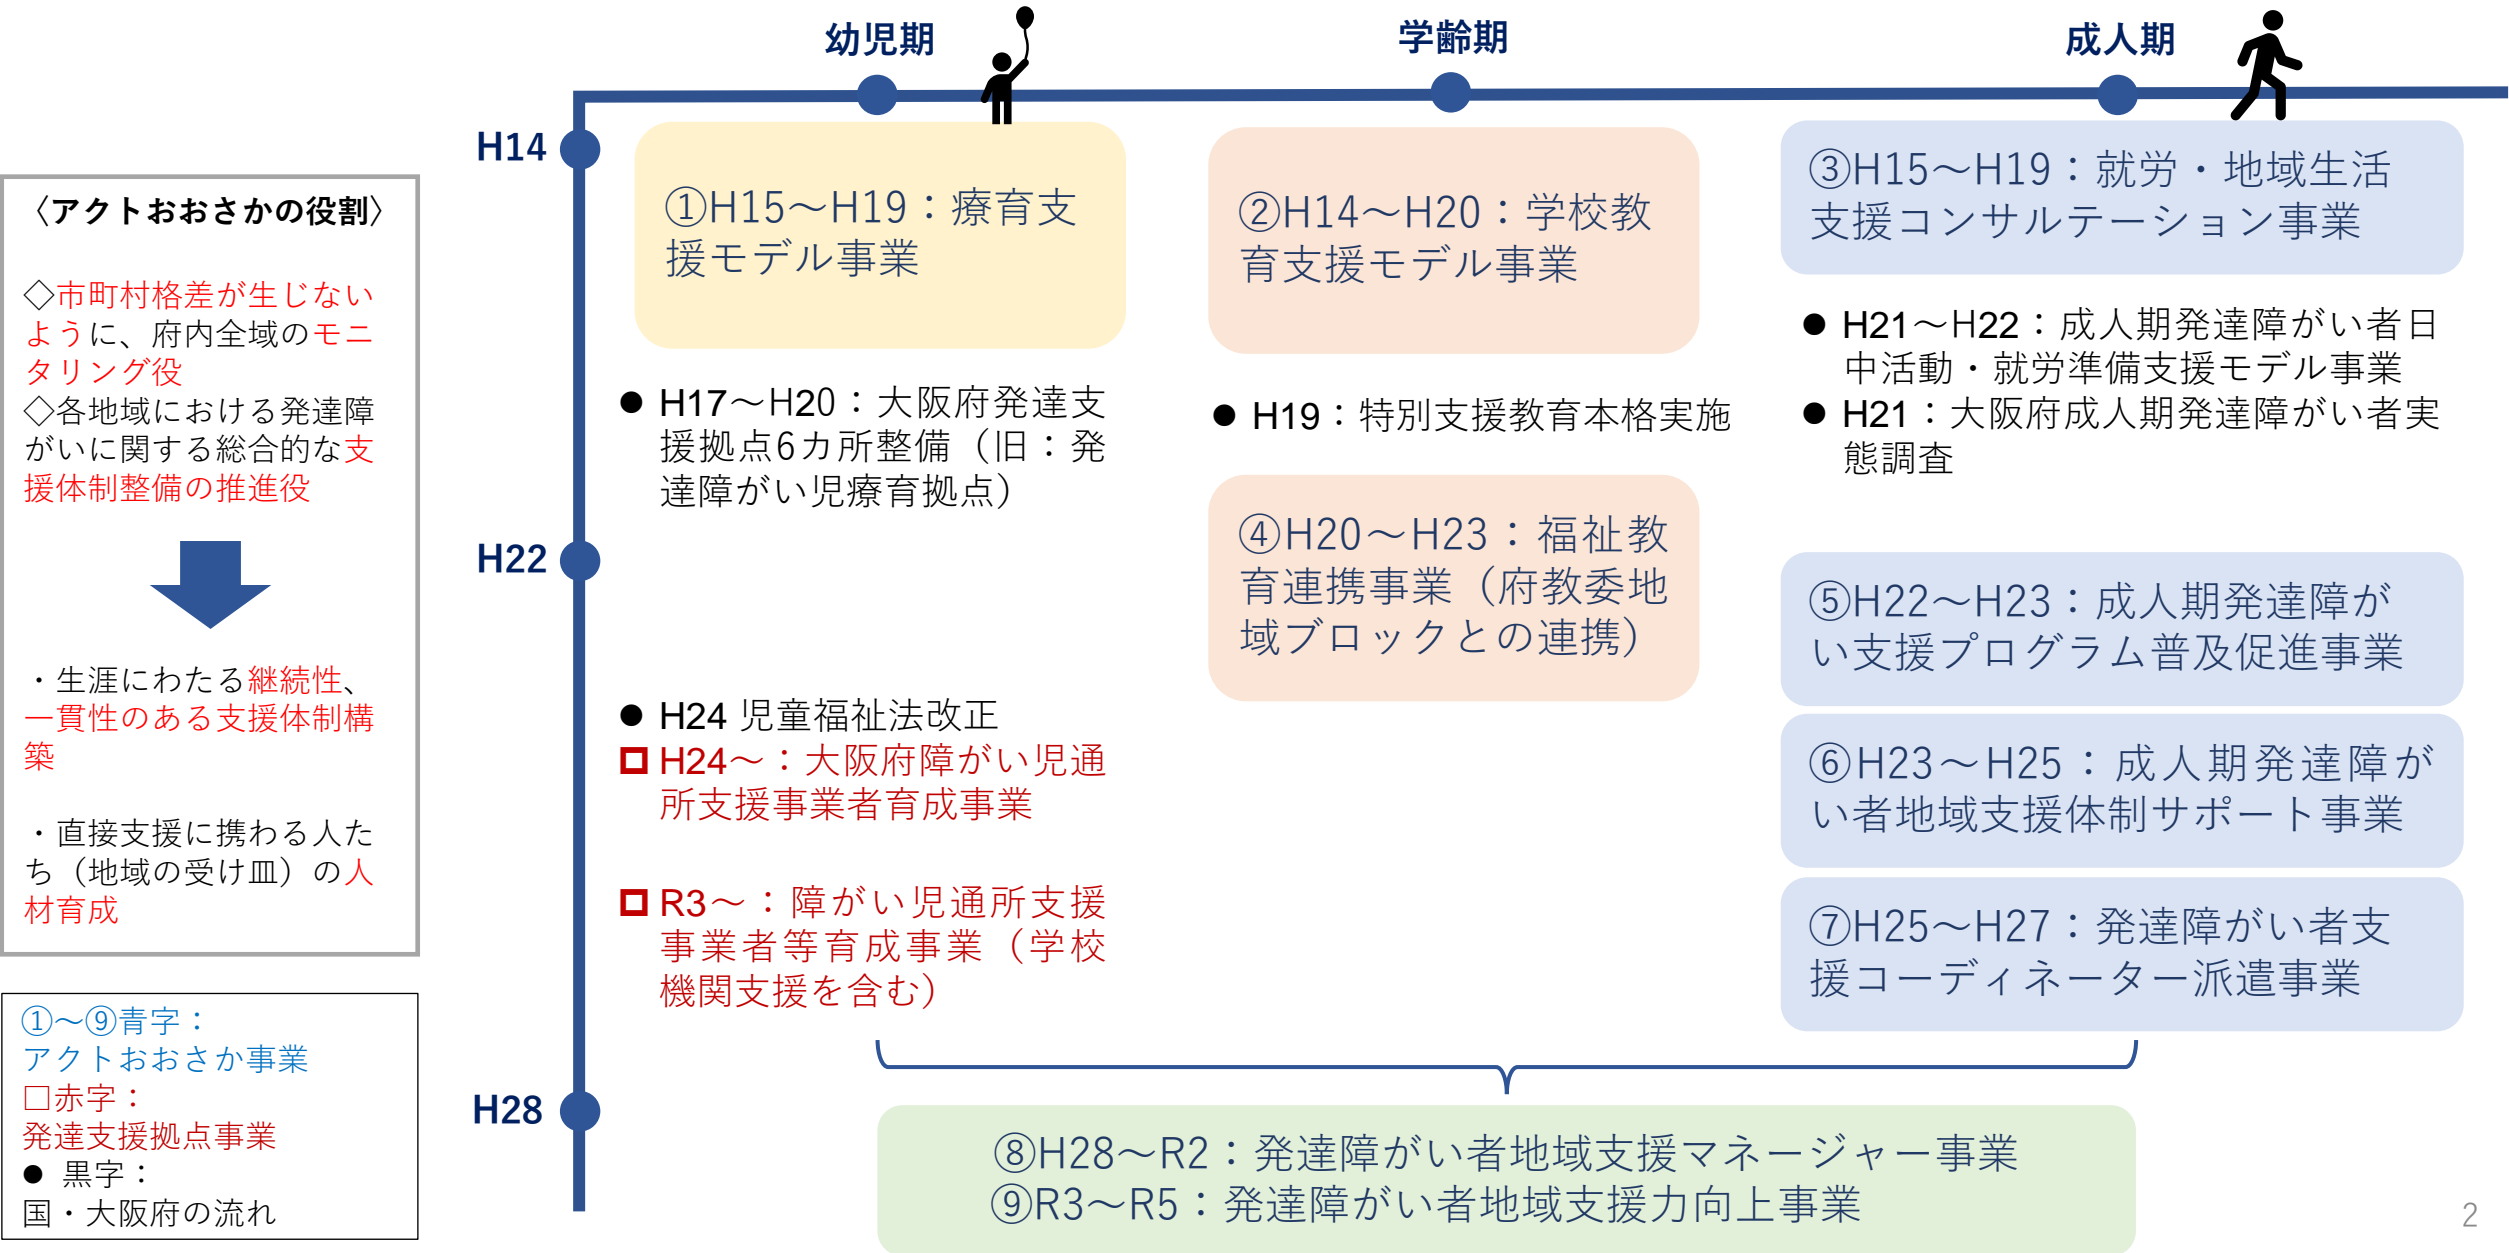 幼児期
学齢期
成人期
H14
H22
H28
〈アクトおおさかの役割〉
◇市町村格差が生じない
ように、府内全域のモニ
タリング役
◇各地域における発達障
がいに関する総合的な支
援体制整備の推進役
・生涯にわたる継続性、
一貫性のある支援体制構
築
・直接支援に携わる人た
ち（地域の受け皿）の人
材育成
①～⑨青字：
アクトおおさか事業
□赤字：
発達支援拠点事業
● 黒字：
国・大阪府の流れ
①H15～H19：療育支
援モデル事業
● H17～H20：大阪府発達支
援拠点6カ所整備（旧：発
達障がい児療育拠点）
● H24 児童福祉法改正
□ H24～：大阪府障がい児通
所支援事業者育成事業
□ R3～：障がい児通所支援
事業者等育成事業（学校
機関支援を含む）
②H14～H20：学校教
育支援モデル事業
● H19：特別支援教育本格実施
④H20～H23：福祉教
育連携事業（府教委地
域ブロックとの連携）
③H15～H19：就労・地域生活
支援コンサルテーション事業
● H21～H22：成人期発達障がい者日
中活動・就労準備支援モデル事業
● H21：大阪府成人期発達障がい者実
態調査
⑤H22～H23：成人期発達障が
い支援プログラム普及促進事業
⑥H23～H25：成人期発達障が
い者地域支援体制サポート事業
⑦H25～H27：発達障がい者支
援コーディネーター派遣事業
⑧H28～R2：発達障がい者地域支援マネージャー事業
⑨R3～R5：発達障がい者地域支援力向上事業
2